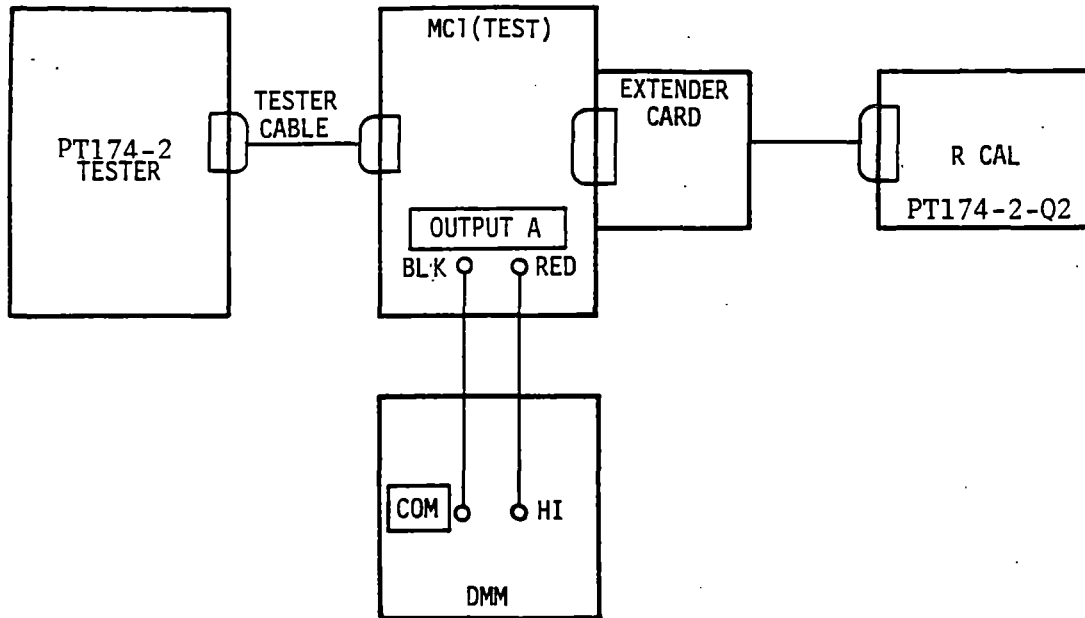 MC1(TEST)
TESTER
CABLE
EXTENDER
CARD
PT174-2
TESTER
R CAL
PT174-2-Q2
OUTPUT A
BLK
RED
COM
HI
DMM